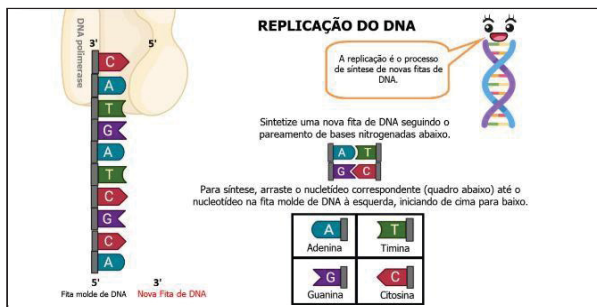 DNA polimerase
3'
5'
C
A
T
G
A
T
C
G
C
A
5'
3'
Fita molde de DNA
Nova Fita de DNA
REPLICAÇÃO DO DNA
A replicação é o processo
de síntese de novas fitas de
DNA.
Sintetize uma nova fita de DNA seguindo o
pareamento de bases nitrogenadas abaixo.
A T
G C
Para síntese, arraste o nucletídeo correspondente (quadro abaixo) até o
nucleotídeo na fita molde de DNA à esquerda, iniciando de cima para baixo.
A
Adenina
T
Timina
G
Guanina
C
Citosina